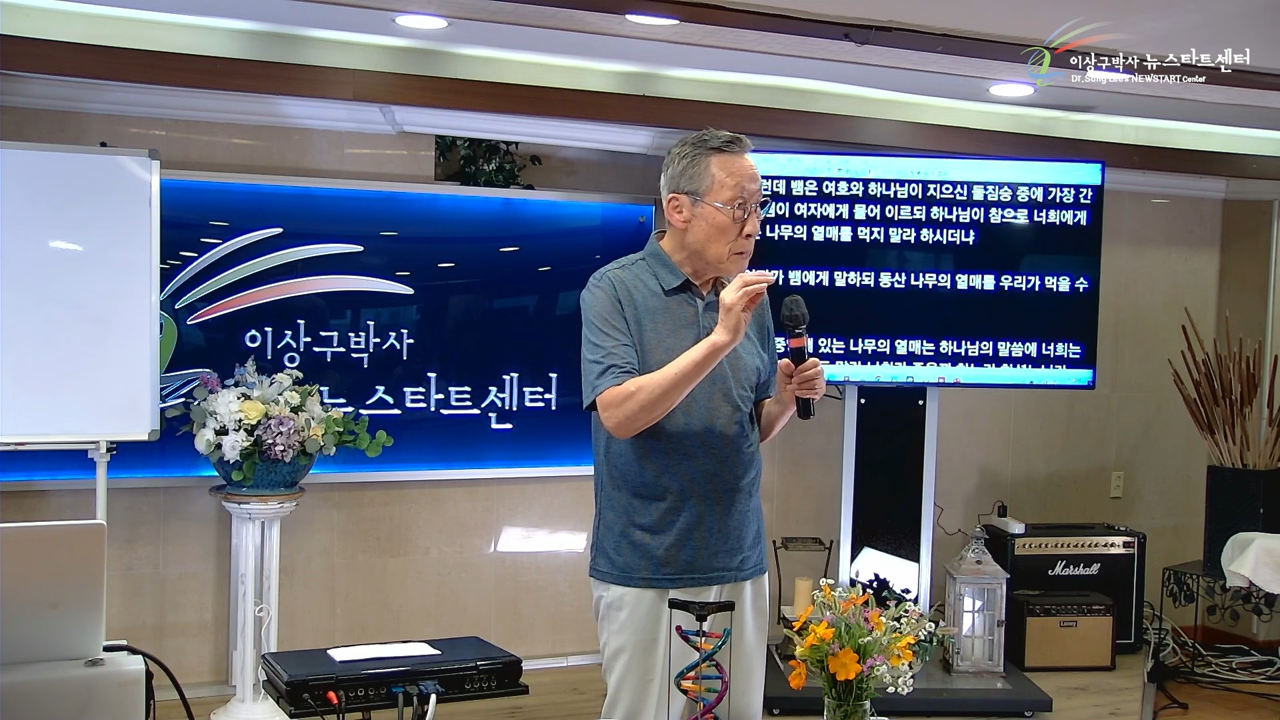 이상구박사 뉴스타트센터
Dr. Sang Lee's NEWSTART Center
런데 뱀은 여호와 하나님이 지으신 들짐승 중에 가장 간
이 여자에게 물어 이르되 하나님이 참으로 너희에게
나무의 열매를 먹지 말라 하시더냐
뱀에게 말하되 동산 나무의 열매를 우리가 먹을 수
있는 나무의 열매는 하나님의 말씀에 너희는
이상구박사
뉴스타트센터
Marshall
Laney